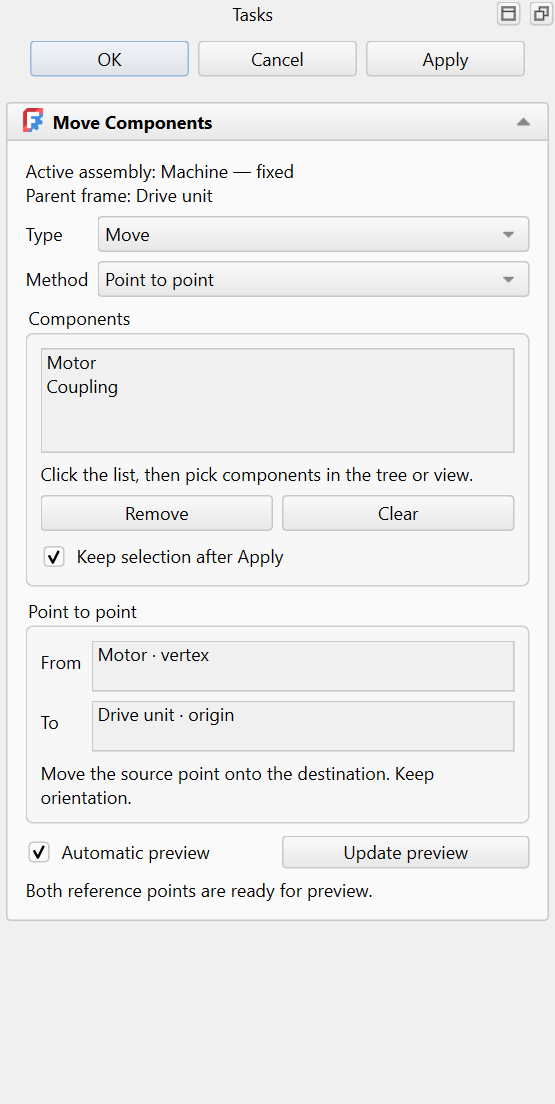 Tasks
OK
Cancel
Apply
Move Components
Active assembly: Machine — fixed
Parent frame: Drive unit
Type
Move
Method
Point to point
Components
Motor
Coupling
Click the list, then pick components in the tree or view.
Remove
Clear
Keep selection after Apply
Point to point
From
Motor · vertex
To
Drive unit · origin
Move the source point onto the destination. Keep
orientation.
Automatic preview
Update preview
Both reference points are ready for preview.